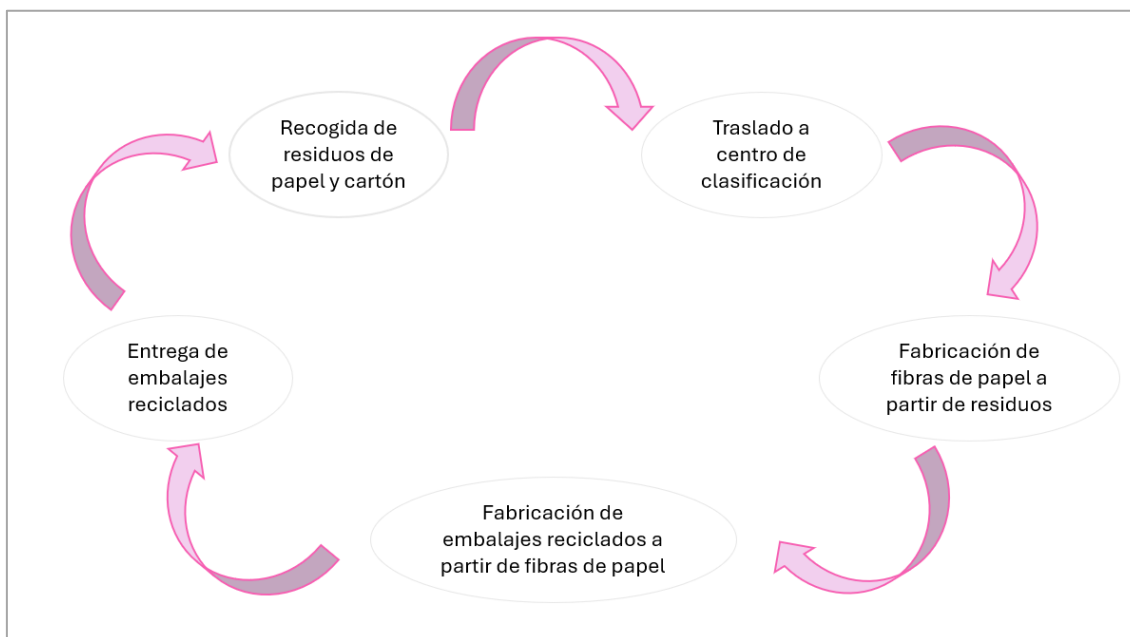 Recogida de
residuos de
papel y cartón
Traslado a
centro de
clasificación
Fabricación de
fibras de papel a
partir de residuos
Fabricación de
embalajes reciclados a
partir de fibras de papel
Entrega de
embalajes
reciclados